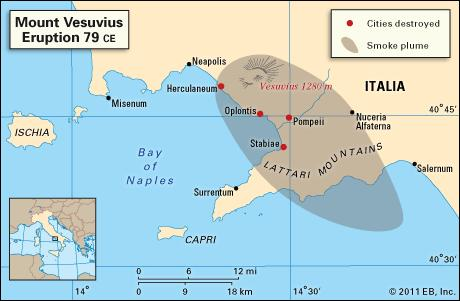 Mount Vesuvius
Eruption 79 CE
Cities destroyed
Smoke plume
Neapolis
Vesuvius 1280 m
ITALIA
Herculaneum
Misenum
Oplontis
Pompeii
Nuceria
Alfaterna
40°45'
ISCHIA
Stabiae
LATTARI MOUNTAINS
Bay
of
Naples
Salernum
Surrentum
CAPRI
0 6 12 mi
0 9 18 km
40°30'
14°
14°30'
© 2011 EB, Inc.